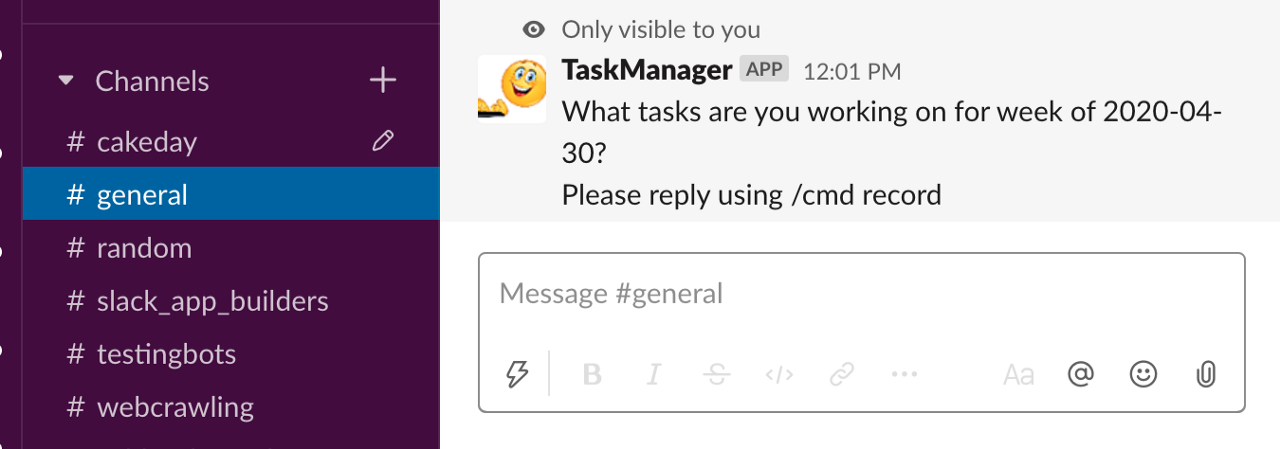 Channels
# cakeday
# general
# random
# slack_app_builders
# testingbots
# webcrawling
Only visible to you
TaskManager APP 12:01 PM
What tasks are you working on for week of 2020-04-
30?
Please reply using /cmd record
Message #general
B I S </> ... Aa @